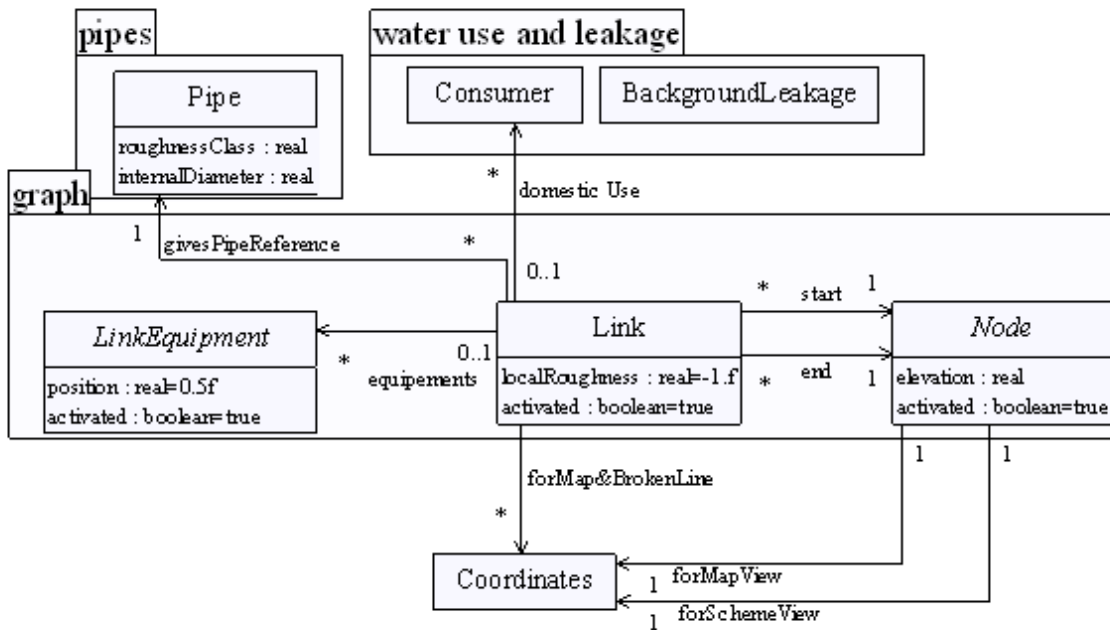 pipes
water use and leakage
Pipe
Consumer
BackgroundLeakage
roughnessClass : real
internalDiameter : real
graph
*
domestic Use
1
givesPipeReference
*
0..1
*
start
1
LinkEquipment
Link
Node
*
0..1
equipements
position : real=0.5f
activated : boolean=true
localRoughness : real=-1.f
activated : boolean=true
*
end
1
elevation : real
activated : boolean=true
1
1
forMap&BrokenLine
*
Coordinates
1
forMapView
1
forSchemeView